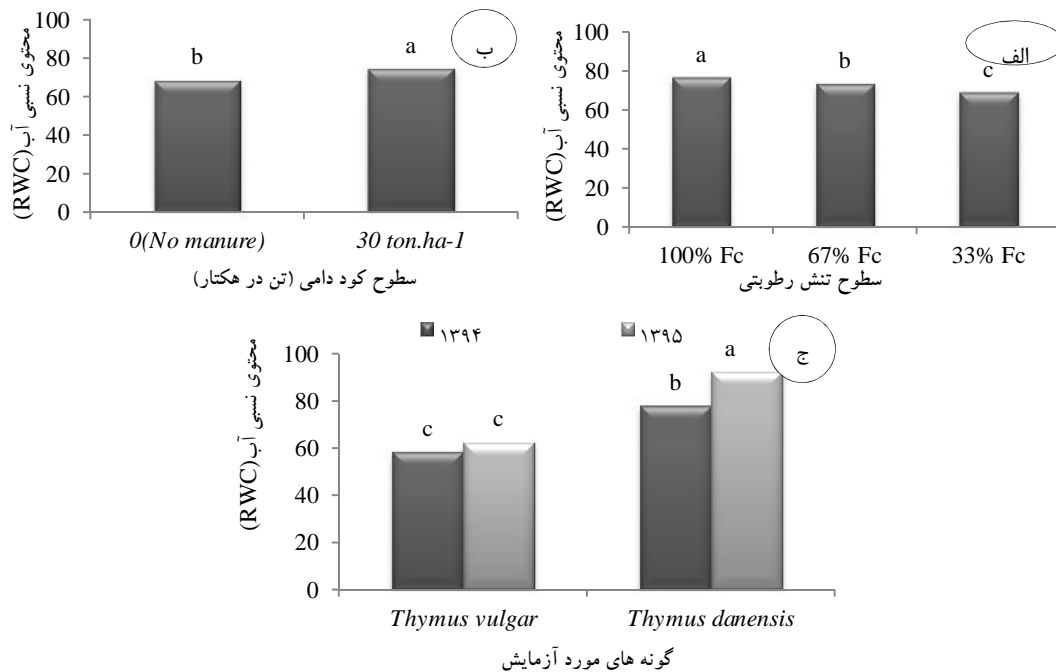 الف
محتوی نسبی آب(RWC)
100
80
60
40
20
0
a
b
c
100% Fc
67% Fc
33% Fc
سطوح تنش رطوبتی
ب
محتوی نسبی آب(RWC)
100
80
60
40
20
0
b
a
0(No manure)
30 ton.ha-1
سطوح کود دامی (تن در هکتار)
ج
۱۳۹۴
۱۳۹۵
محتوی نسبی آب(RWC)
100
80
60
40
20
0
c
c
b
a
Thymus vulgar
Thymus danensis
گونه های مورد آزمایش